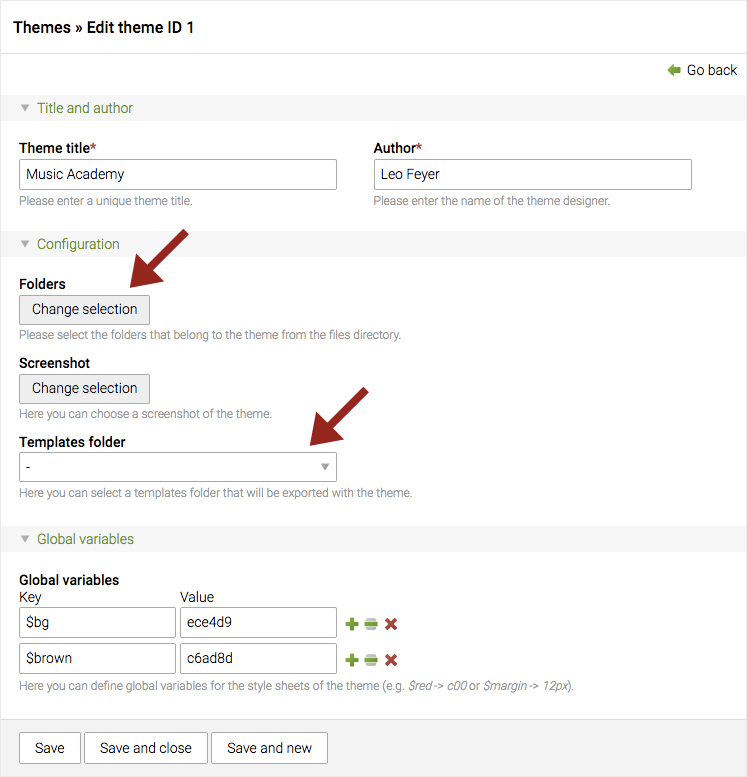 Themes » Edit theme ID 1
Go back
Title and author
Theme title* Author*
Music Academy Leo Feyer
Please enter a unique theme title. Please enter the name of the theme designer.
Configuration
Folders
Change selection
Please select the folders that belong to the theme from the files directory.
Screenshot
Change selection
Here you can choose a screenshot of the theme.
Templates folder
-
Here you can select a templates folder that will be exported with the theme.
Global variables
Global variables
Key Value
$bg ece4d9
$brown c6ad8d
Here you can define global variables for the style sheets of the theme (e.g. $red -> c00 or $margin -> 12px).
Save Save and close Save and new